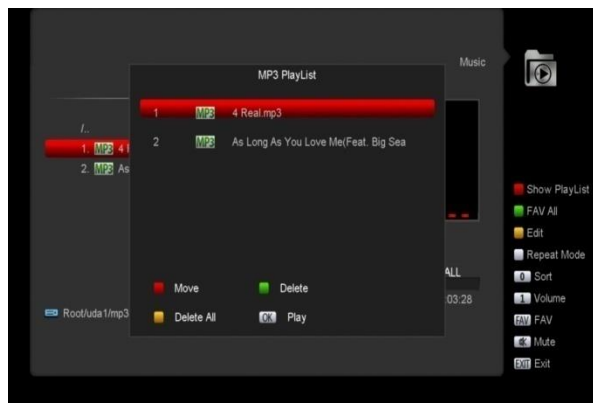 Music
MP3 PlayList
1 MP3 4 Real.mp3
2 MP3 As Long As You Love Me(Feat. Big Sea
/..
1. MP3 4
2. MP3 As
Move
Delete
Delete All
OK Play
ALL
:03:28
Root/uda1/mp3
Show PlayList
FAV All
Edit
Repeat Mode
0 Sort
1 Volume
FAV FAV
Mute
EXIT Exit